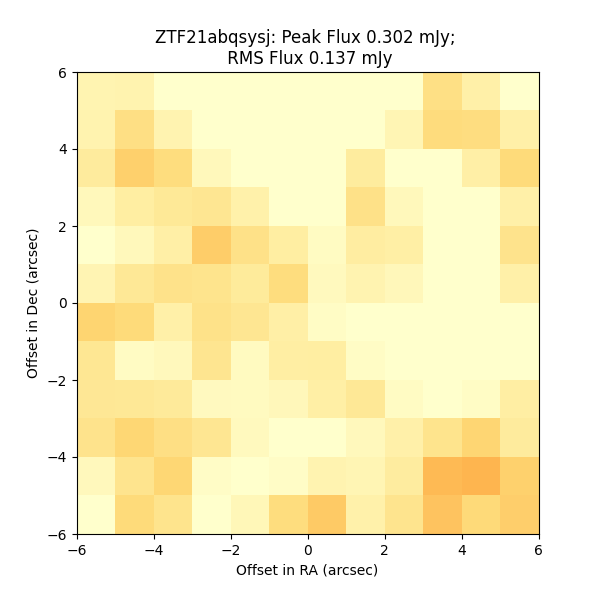 ZTF21abqsysj: Peak Flux 0.302 mJy;
RMS Flux 0.137 mJy
6
4
2
0
−2
−4
−6
Offset in Dec (arcsec)
−6 −4 −2 0 2 4 6
Offset in RA (arcsec)